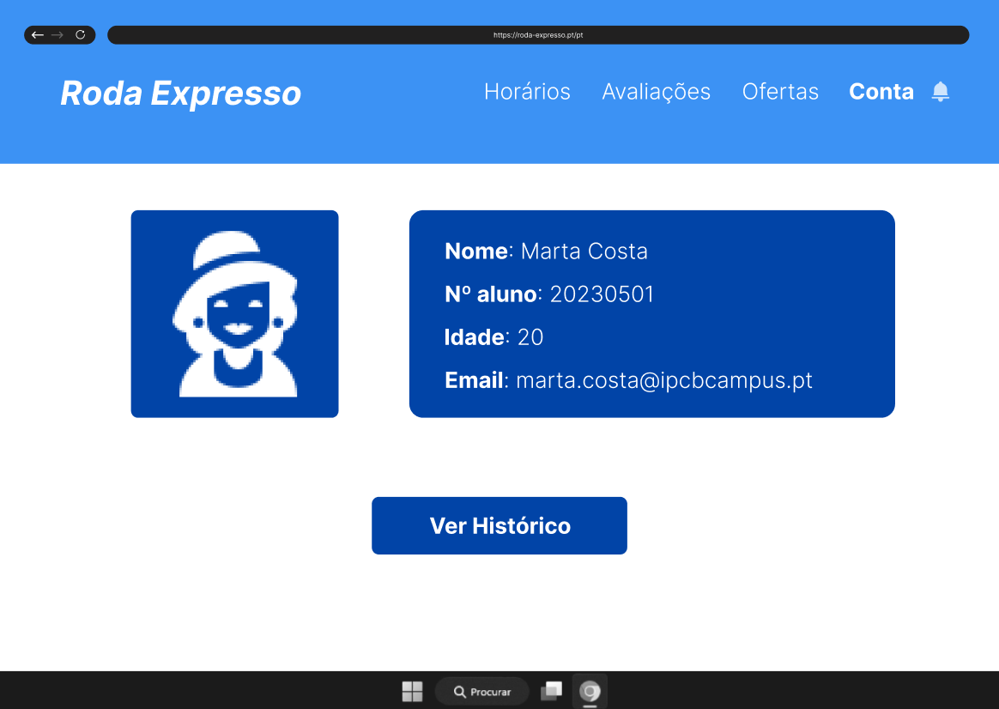 https://roda-expresso.pt/pt
Roda Expresso
Horários Avaliações Ofertas Conta
Nome: Marta Costa
Nº aluno: 20230501
Idade: 20
Email: marta.costa@ipcbcampus.pt
Ver Histórico
Procurar